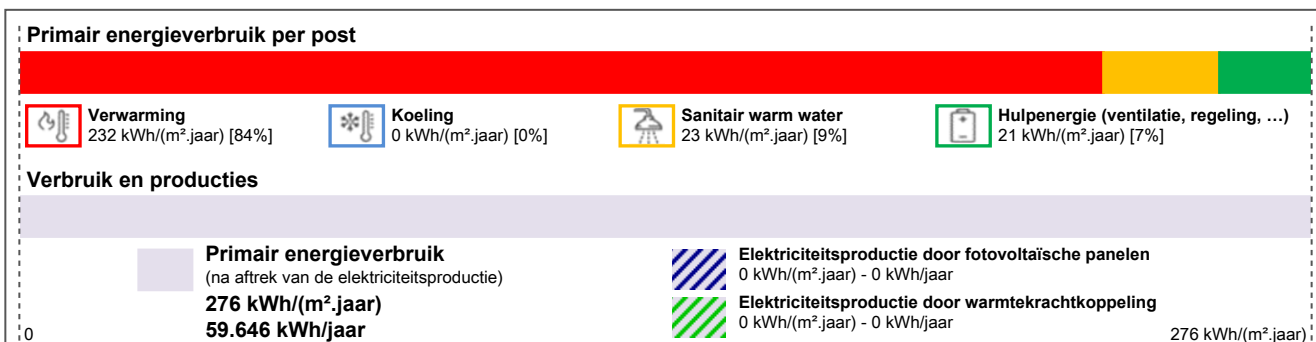 Primair energieverbruik per post
Verwarming
232 kWh/(m².jaar) [84%]
Koeling
0 kWh/(m².jaar) [0%]
Sanitair warm water
23 kWh/(m².jaar) [9%]
Hulpenergie (ventilatie, regeling, …)
21 kWh/(m².jaar) [7%]
Verbruik en producties
Primair energieverbruik
(na aftrek van de elektriciteitsproductie)
276 kWh/(m².jaar)
59.646 kWh/jaar
Elektriciteitsproductie door fotovoltaïsche panelen
0 kWh/(m².jaar) - 0 kWh/jaar
Elektriciteitsproductie door warmtekrachtkoppeling
0 kWh/(m².jaar) - 0 kWh/jaar
0
276 kWh/(m².jaar)